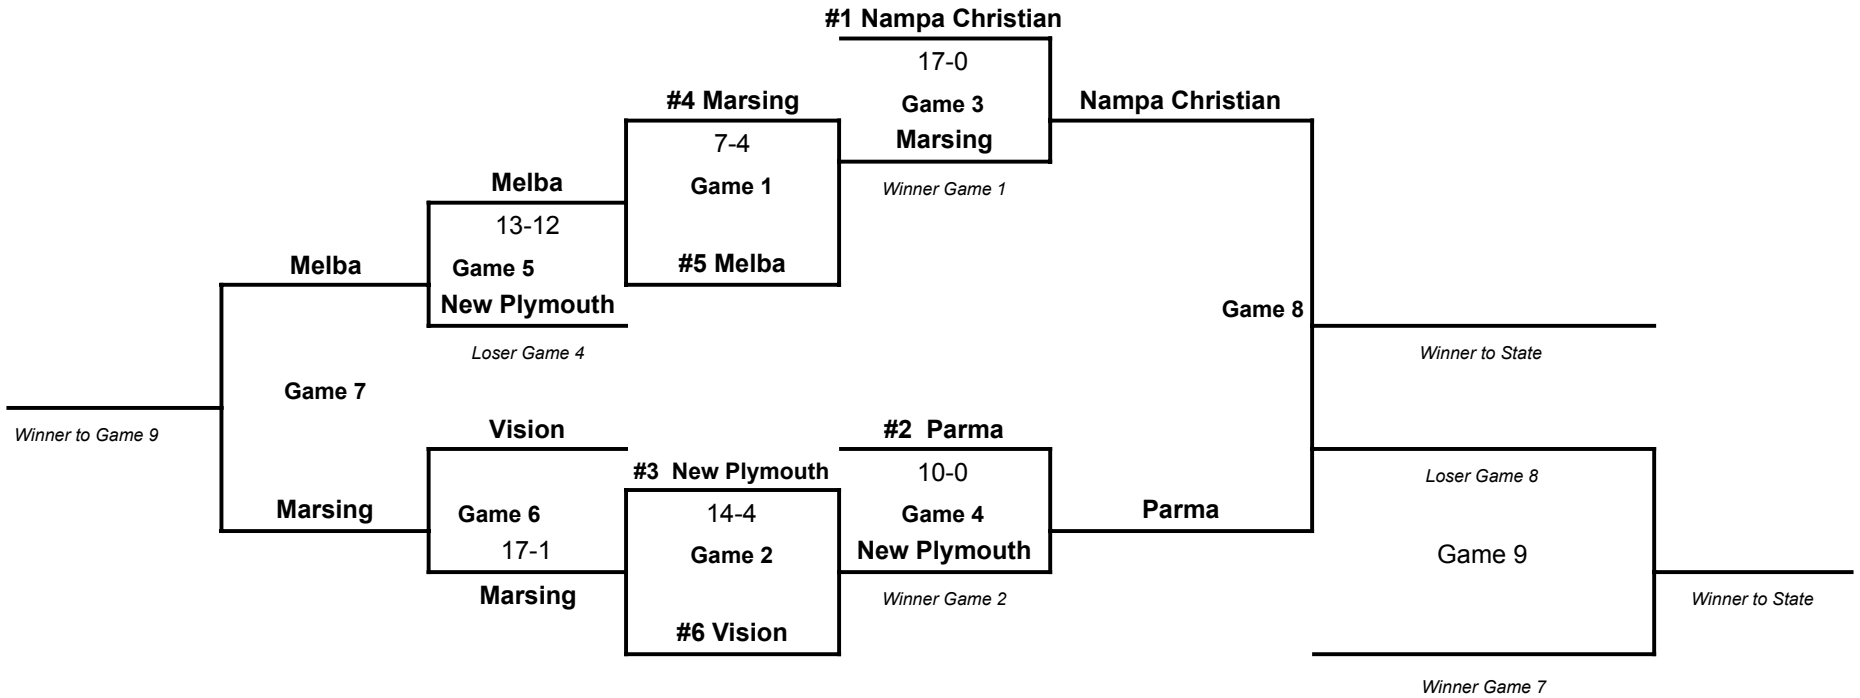 #1 Nampa Christian
17-0
#4 Marsing
Game 3
Nampa Christian
7-4
Marsing
Melba
Game 1
Winner Game 1
13-12
Melba
Game 5
#5 Melba
New Plymouth
Game 8
Loser Game 4
Winner to State
Game 7
Winner to Game 9
Vision
#2 Parma
#3 New Plymouth
10-0
Loser Game 8
Marsing
Game 6
14-4
Game 4
Parma
17-1
Game 2
New Plymouth
Game 9
Marsing
Winner Game 2
Winner to State
#6 Vision
Winner Game 7